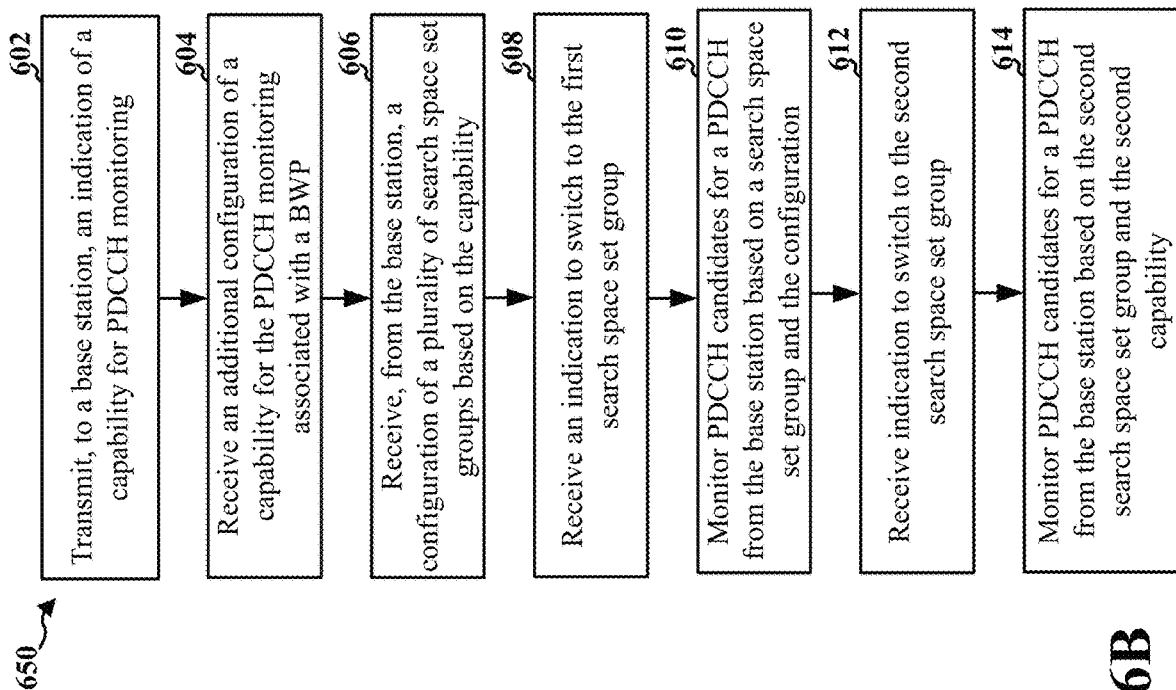 650
602
Transmit, to a base station, an indication of a
capability for PDCCH monitoring
604
Receive an additional configuration of a
capability for the PDCCH monitoring
associated with a BWP
606
Receive, from the base station, a
configuration of a plurality of search space set
groups based on the capability
608
Receive an indication to switch to the first
search space set group
610
Monitor PDCCH candidates for a PDCCH
from the base station based on a search space
set group and the configuration
612
Receive indication to switch to the second
search space set group
614
Monitor PDCCH candidates for a PDCCH
from the base station based on the second
search space set group and the second
capability
6B